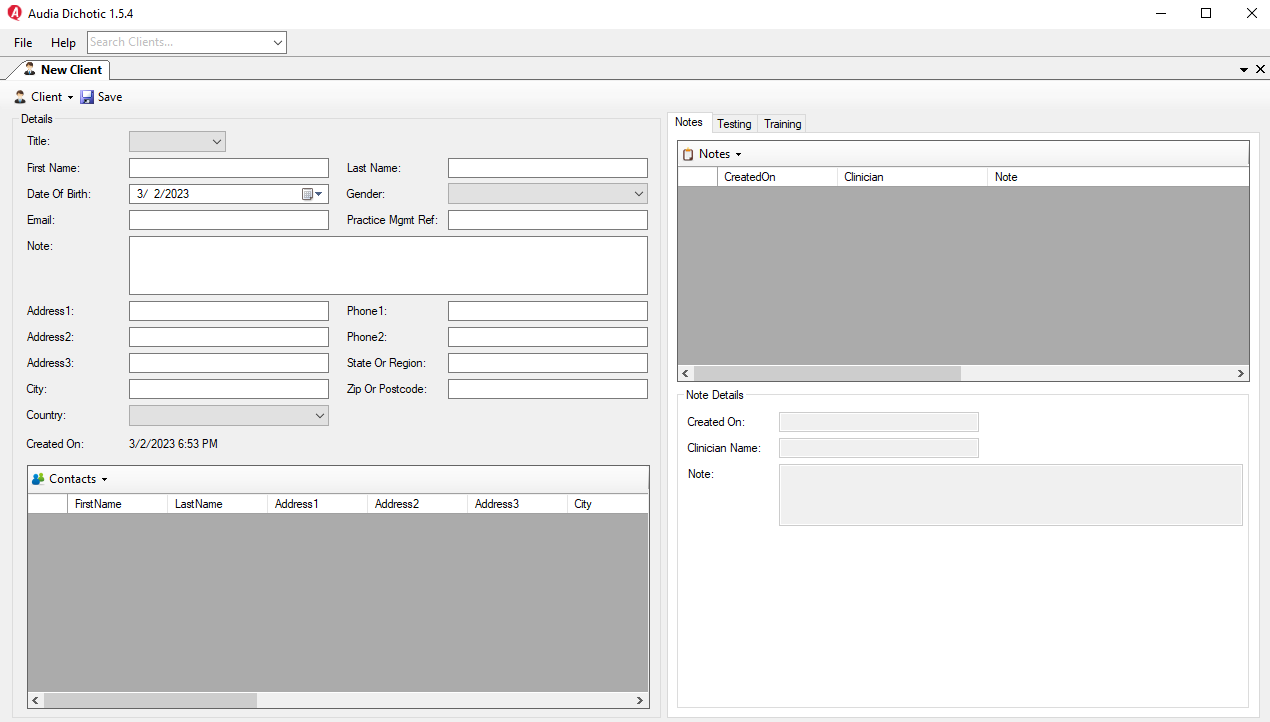 Audia Dichotic 1.5.4
File Help Search Clients...
New Client
Client Save
Details
Title:
First Name: Last Name:
Date Of Birth: 3/ 2/2023 Gender:
Email: Practice Mgmt Ref:
Note:
Address1: Phone1:
Address2: Phone2:
Address3: State Or Region:
City: Zip Or Postcode:
Country:
Created On: 3/2/2023 6:53 PM
Contacts
FirstName LastName Address1 Address2 Address3 City
Notes Testing Training
Notes
CreatedOn Clinician Note
Note Details
Created On:
Clinician Name:
Note: